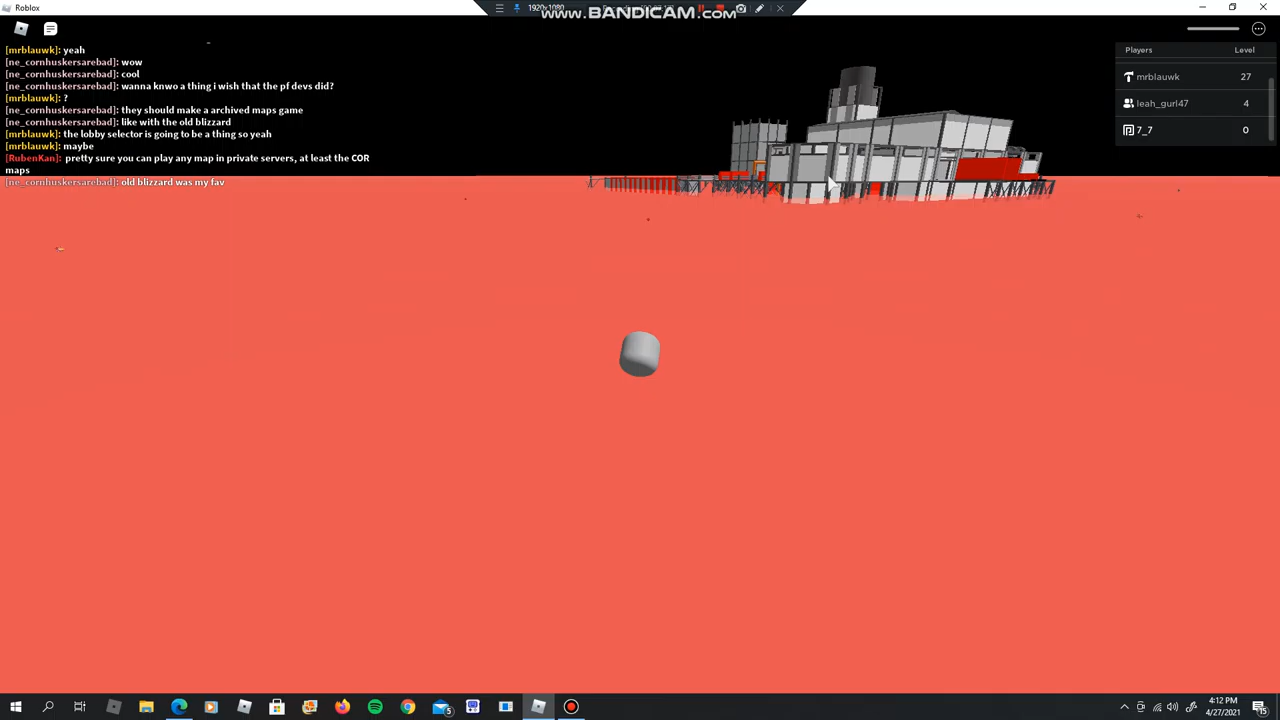 Roblox
1920x1080
WWW.BANDICAM.COM
[mrblauwk]: yeah
[ne_cornhuskersarebad]: wow
[ne_cornhuskersarebad]: cool
[ne_cornhuskersarebad]: wanna knwo a thing i wish that the pf devs did?
[mrblauwk]: ?
[ne_cornhuskersarebad]: they should make a archived maps game
[ne_cornhuskersarebad]: like with the old blizzard
[mrblauwk]: the lobby selector is going to be a thing so yeah
[mrblauwk]: maybe
[RubenKan]: pretty sure you can play any map in private servers, at least the COR
maps
[ne_cornhuskersarebad]: old blizzard was my fav
Players Level
mrblauwk 27
leah_gurl47 4
7_7 0
5
4:12 PM
4/27/2021
15